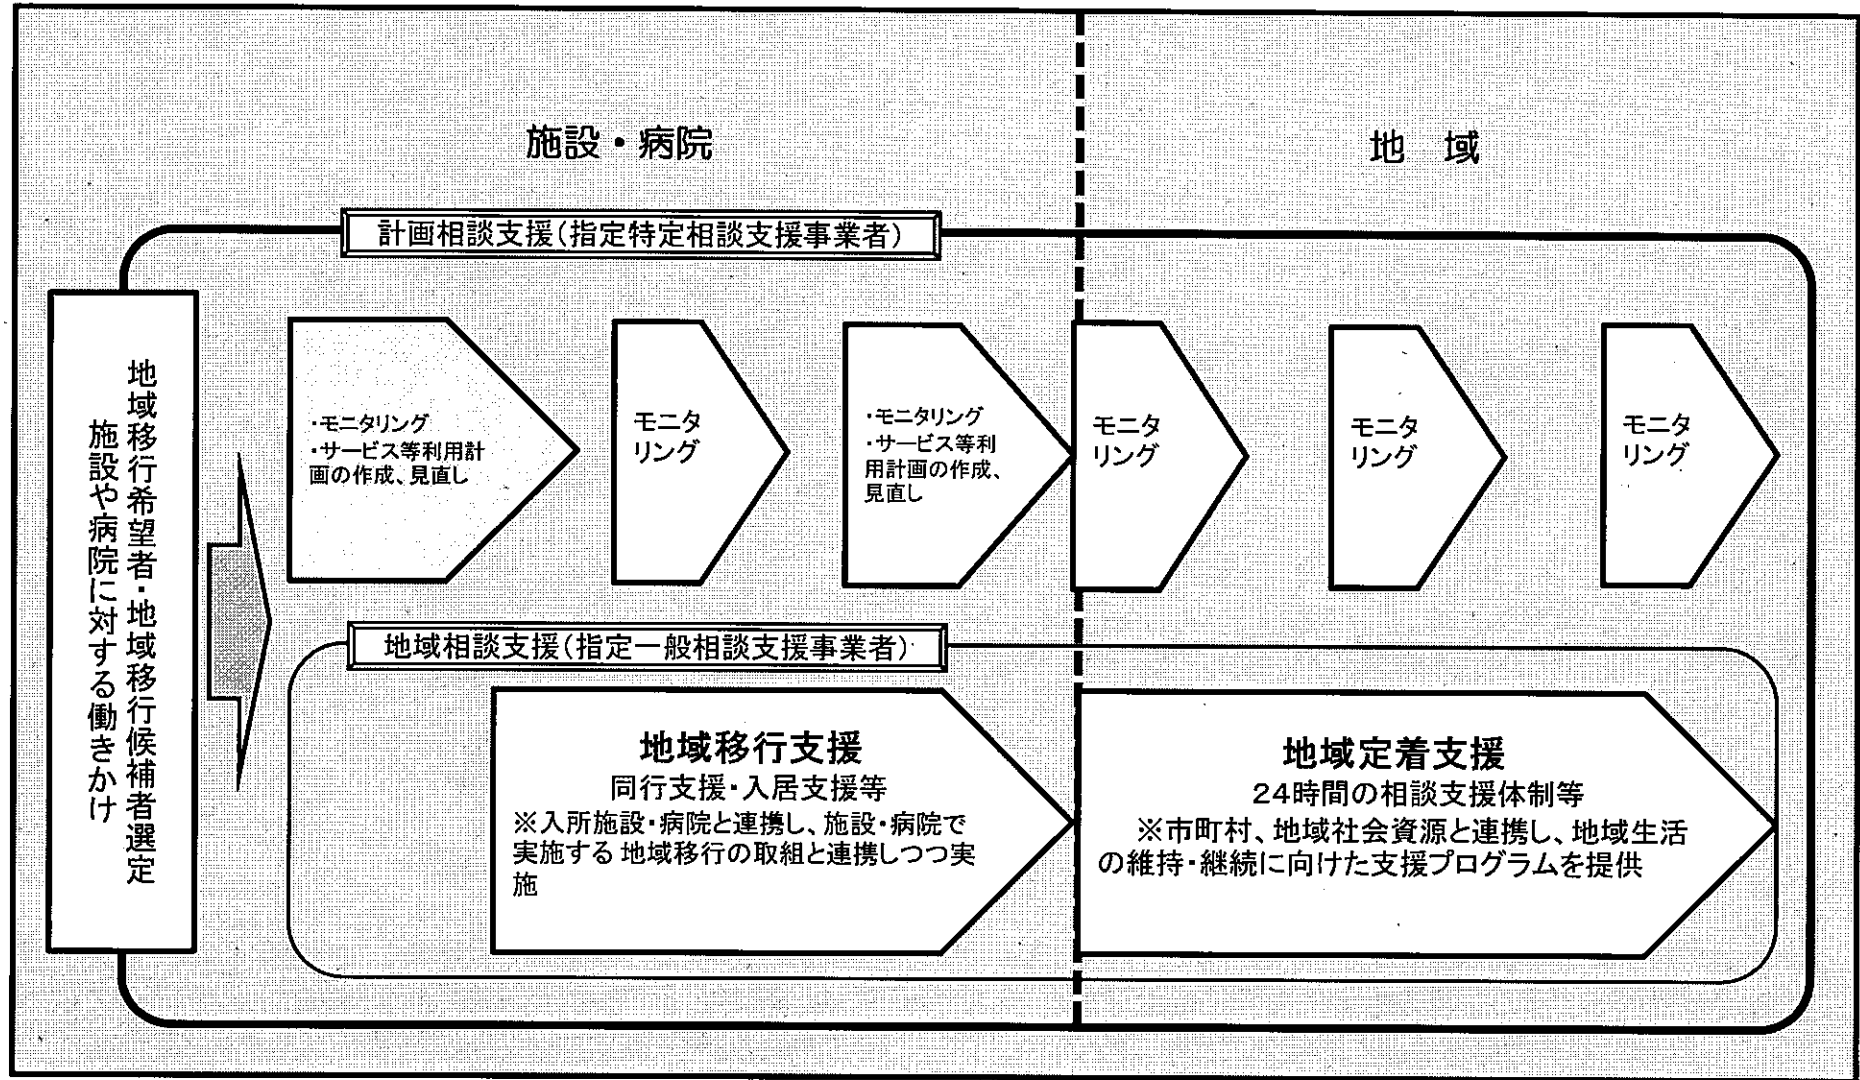 施設・病院
地　域
計画相談支援（指定特定相談支援事業者）
地域移行希望者・地域移行候補者選定
施設や病院に対する働きかけ
・モニタリング
・サービス等利用計
画の作成、見直し
モニタ
リング
・モニタリング
・サービス等利
用計画の作成、
見直し
モニタ
リング
モニタ
リング
モニタ
リング
地域相談支援（指定一般相談支援事業者）
地域移行支援
同行支援・入居支援等
※入所施設・病院と連携し、施設・病院で
実施する 地域移行の取組と連携しつつ実
施
地域定着支援
24時間の相談支援体制等
※市町村、地域社会資源と連携し、地域生活
の維持・継続に向けた支援プログラムを提供